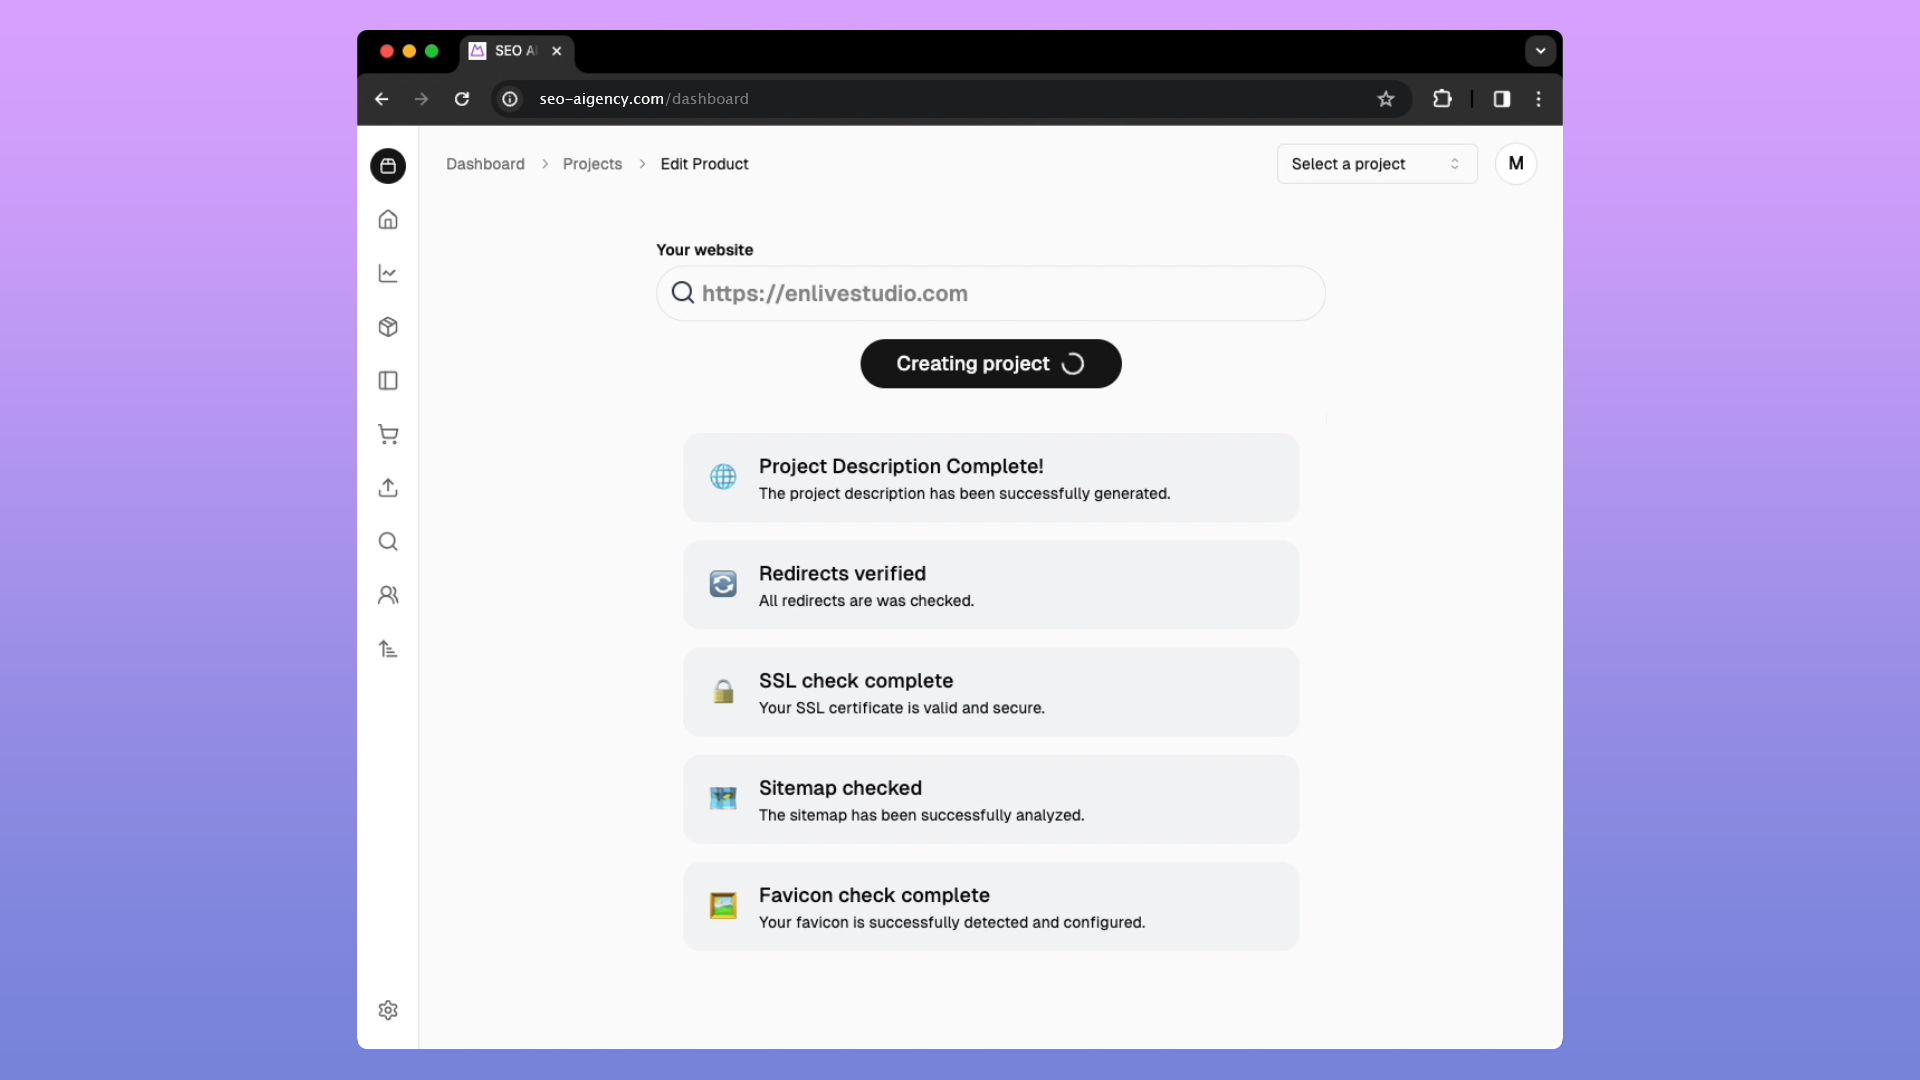 SEO AI
seo-aigency.com/dashboard
Dashboard > Projects > Edit Product
Select a project
M
Your website
https://enlivestudio.com
Creating project
Project Description Complete!
The project description has been successfully generated.
Redirects verified
All redirects are was checked.
SSL check complete
Your SSL certificate is valid and secure.
Sitemap checked
The sitemap has been successfully analyzed.
Favicon check complete
Your favicon is successfully detected and configured.